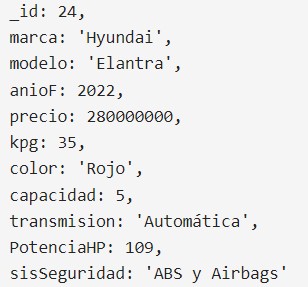 _id: 24,
marca: 'Hyundai',
modelo: 'Elantra',
anioF: 2022,
precio: 280000000,
kpg: 35,
color: 'Rojo',
capacidad: 5,
transmision: 'Automática',
PotenciaHP: 109,
sisSeguridad: 'ABS y Airbags'